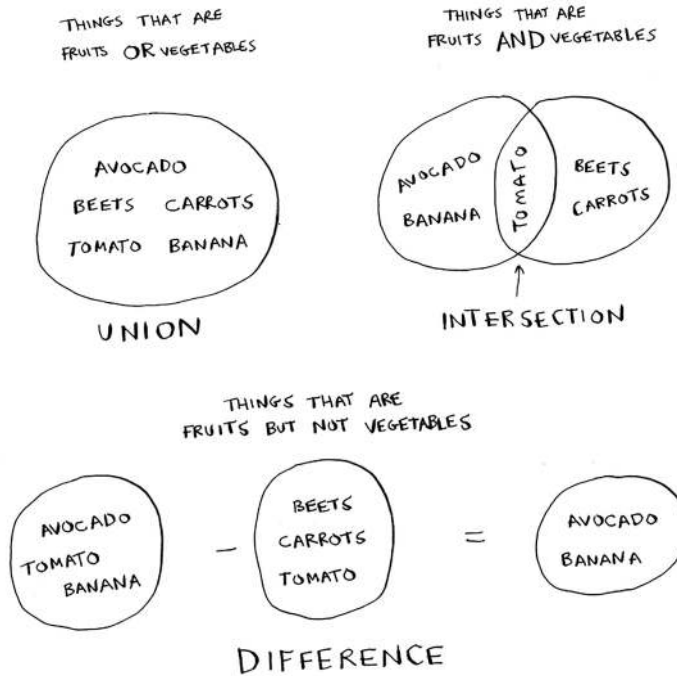 THINGS THAT ARE
FRUITS OR VEGETABLES
AVOCADO
BEETS CARROTS
TOMATO BANANA
UNION
THINGS THAT ARE
FRUITS AND VEGETABLES
AVOCADO
BANANA
TOMATO
BEETS
CARROTS
INTERSECTION
THINGS THAT ARE
FRUITS BUT NOT VEGETABLES
AVOCADO
TOMATO
BANANA
-
BEETS
CARROTS
TOMATO
=
AVOCADO
BANANA
DIFFERENCE